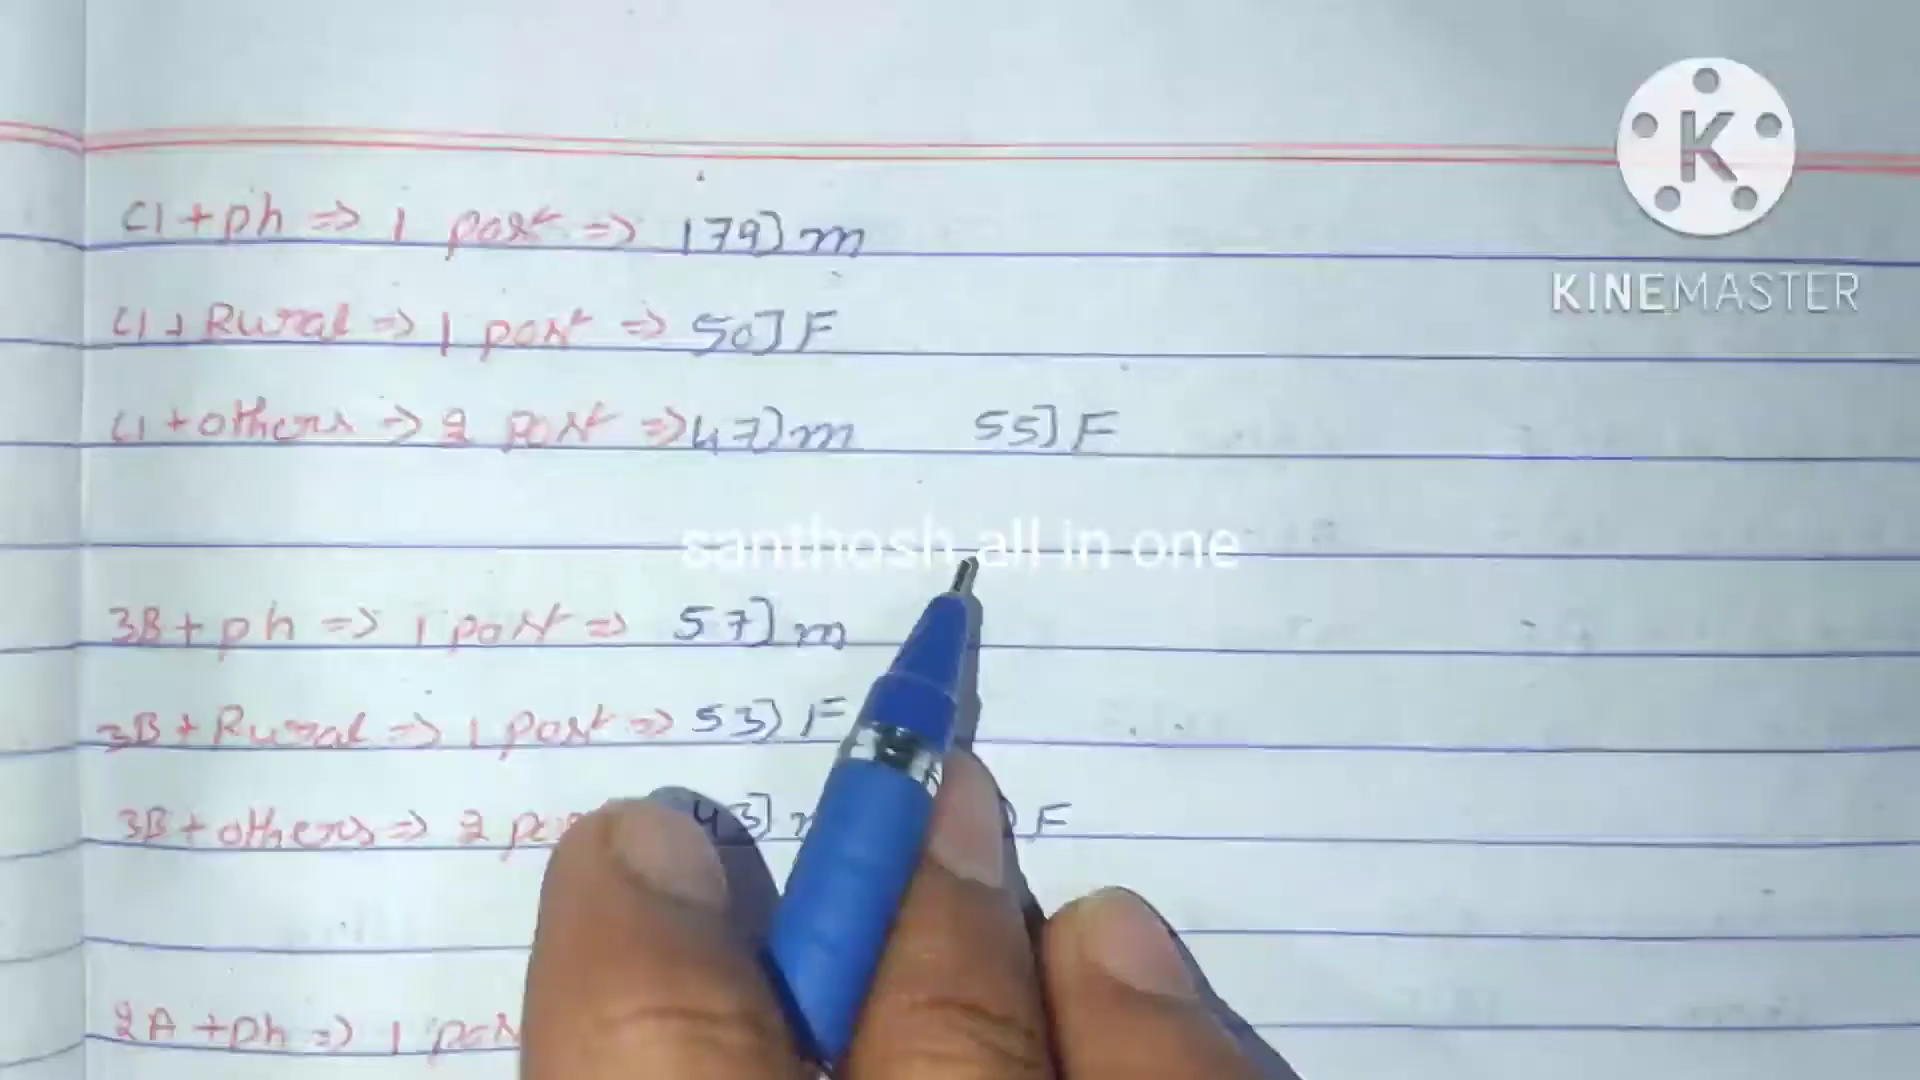 C1 + ph => 1 post => 179] m
K
KINEMASTER
C1 + Rural => 1 post => 50] F
C1 + others => 2 post => 47] m 55] F
santhosh all in one
3B + ph => 1 post => 57] m
3B + Rural => 1 post => 53] F
3B + others => 2 43] F
2A + ph => 1